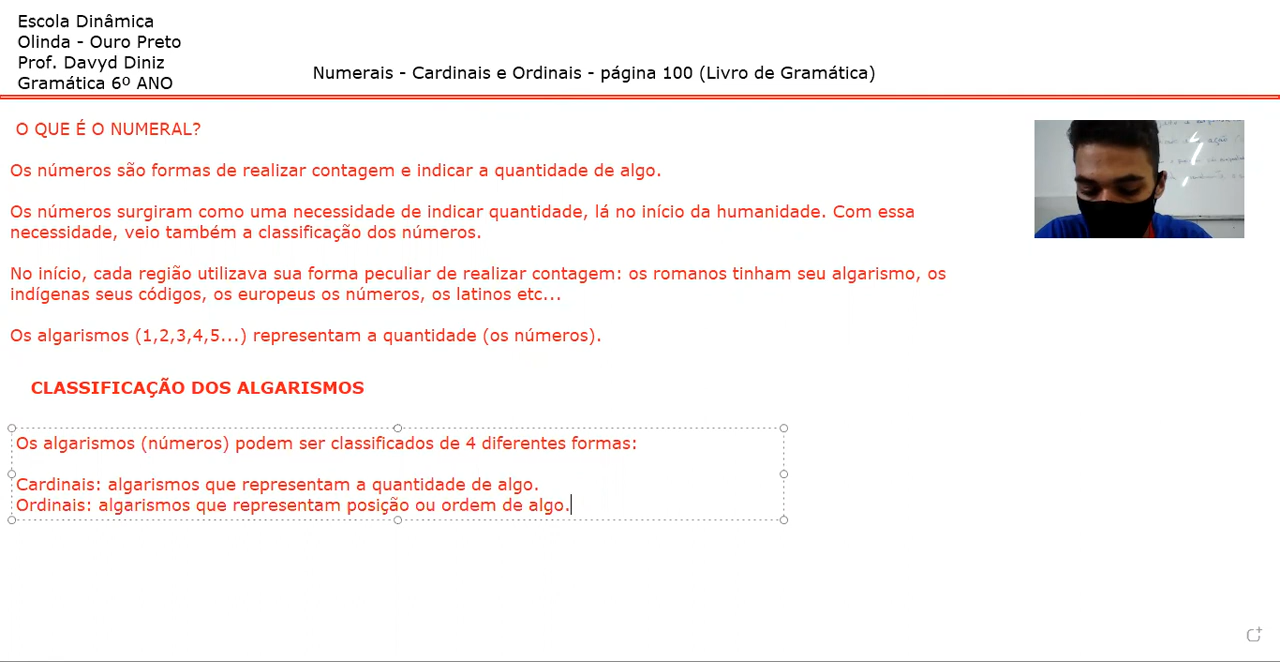 Escola Dinâmica
Olinda - Ouro Preto
Prof. Davyd Diniz
Gramática 6º ANO
Numerais - Cardinais e Ordinais - página 100 (Livro de Gramática)
O QUE É O NUMERAL?
Os números são formas de realizar contagem e indicar a quantidade de algo.
Os números surgiram como uma necessidade de indicar quantidade, lá no início da humanidade. Com essa
necessidade, veio também a classificação dos números.
No início, cada região utilizava sua forma peculiar de realizar contagem: os romanos tinham seu algarismo, os
indígenas seus códigos, os europeus os números, os latinos etc...
Os algarismos (1,2,3,4,5...) representam a quantidade (os números).
CLASSIFICAÇÃO DOS ALGARISMOS
Os algarismos (números) podem ser classificados de 4 diferentes formas:
Cardinais: algarismos que representam a quantidade de algo.
Ordinais: algarismos que representam posição ou ordem de algo.